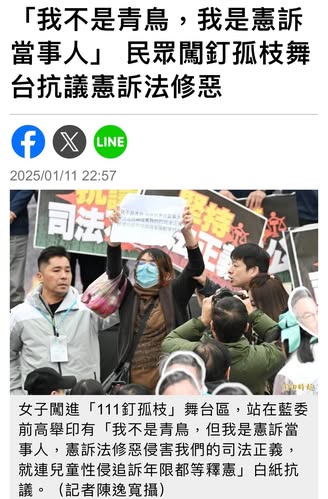 「我不是青鳥，我是憲訴
當事人」 民眾闖釘孤枝舞
台抗議憲訴法修惡
LINE
2025/01/11 22:57
抗議
堅持
司法
正義
自由時報
女子闖進「111釘孤枝」舞台區，站在藍委
前高舉印有「我不是青鳥，但我是憲訴當事
人，憲訴法修惡侵害我們的司法正義，
就連兒童性侵追訴年限都等釋憲」白紙抗
議。（記者陳逸寬攝）